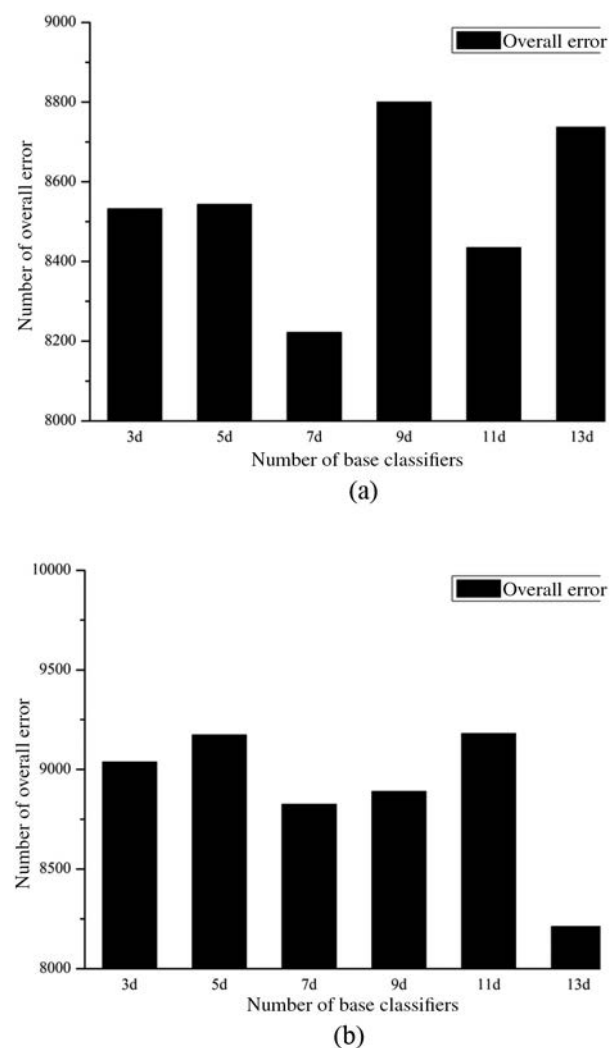 9000
Overall error
8800
8600
8400
8200
8000
Number of overall error
3d 5d 7d 9d 11d 13d
Number of base classifiers
(a)
10000
Overall error
9500
9000
8500
8000
Number of overall error
3d 5d 7d 9d 11d 13d
Number of base classifiers
(b)